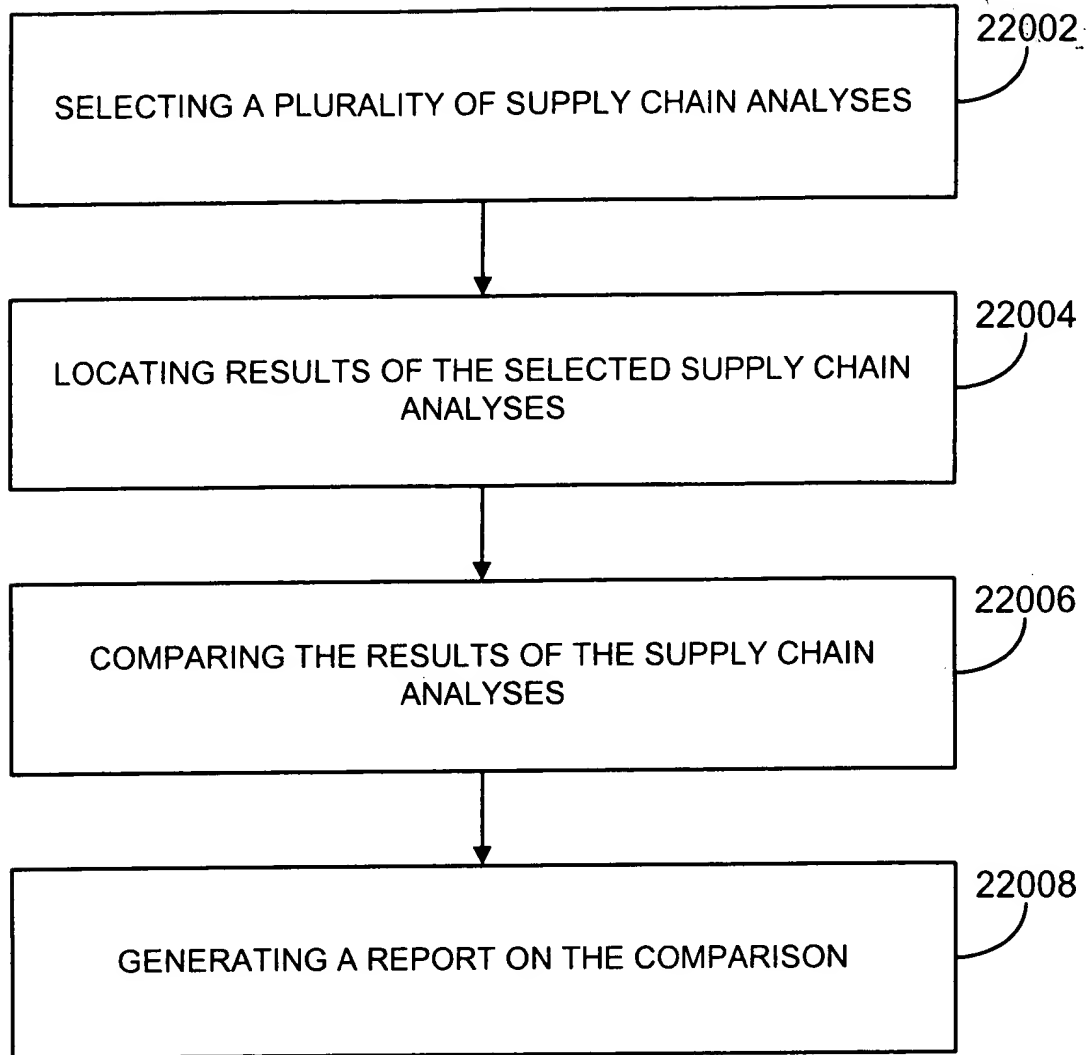 22002
SELECTING A PLURALITY OF SUPPLY CHAIN ANALYSES
22004
LOCATING RESULTS OF THE SELECTED SUPPLY CHAIN
ANALYSES
22006
COMPARING THE RESULTS OF THE SUPPLY CHAIN
ANALYSES
22008
GENERATING A REPORT ON THE COMPARISON